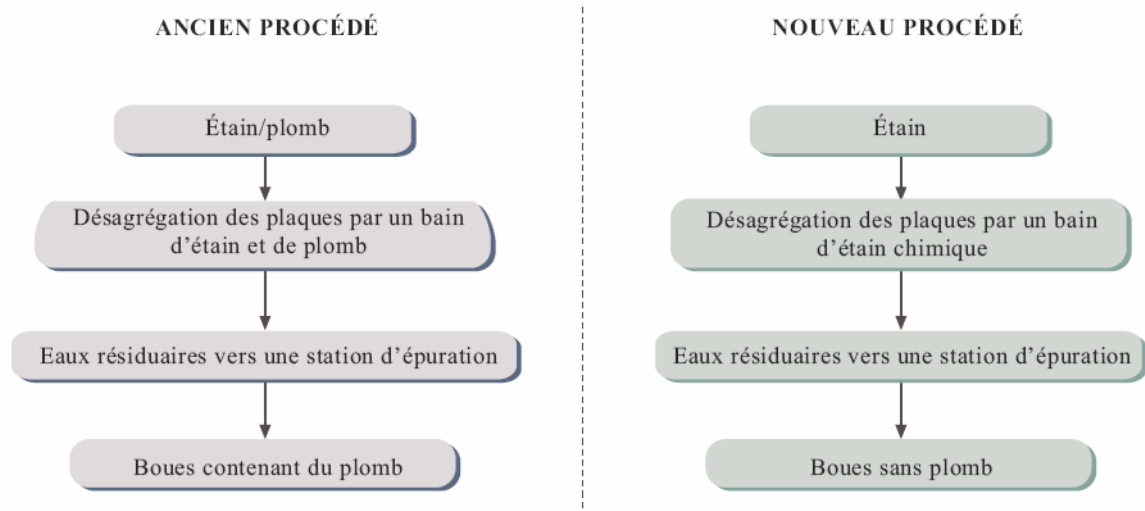 ANCIEN PROCÉDÉ
Étain/plomb
Désagrégation des plaques par un bain
d’étain et de plomb
Eaux résiduaires vers une station d’épuration
Boues contenant du plomb
NOUVEAU PROCÉDÉ
Étain
Désagrégation des plaques par un bain
d’étain chimique
Eaux résiduaires vers une station d’épuration
Boues sans plomb